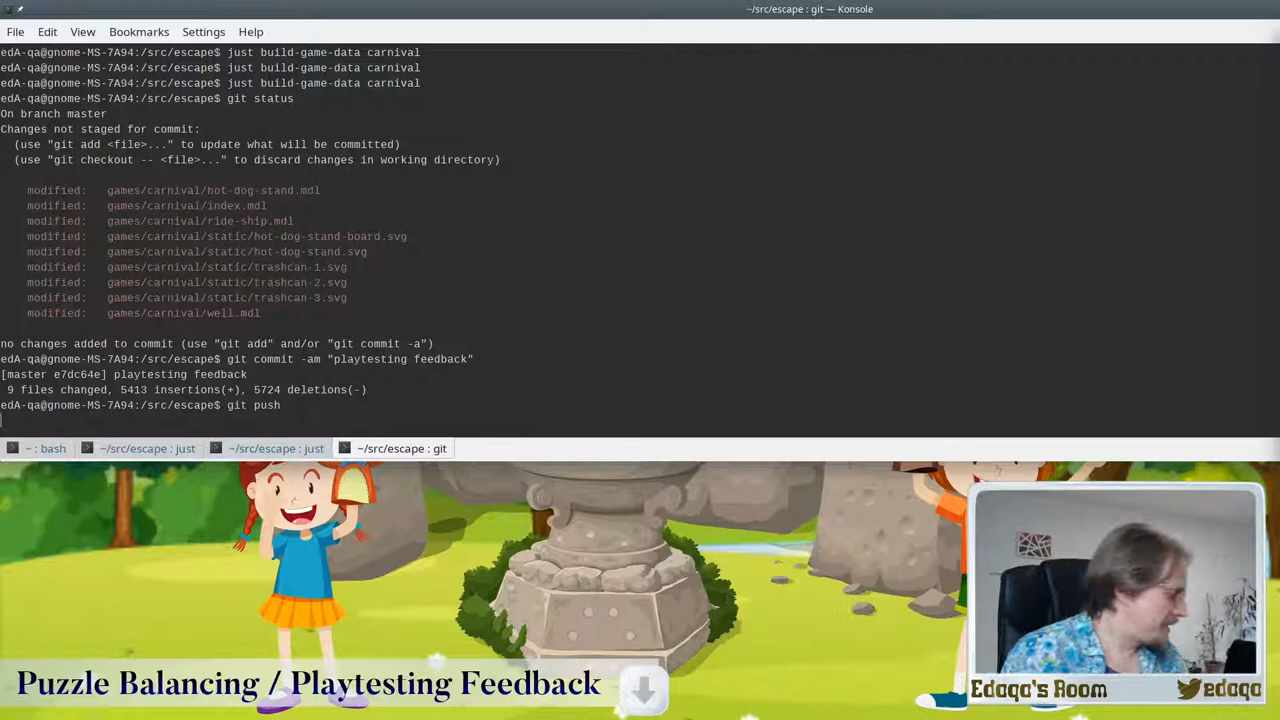 ~/src/escape : git — Konsole
File Edit View Bookmarks Settings Help
edA-qa@gnome-MS-7A94:/src/escape$ just build-game-data carnival
edA-qa@gnome-MS-7A94:/src/escape$ just build-game-data carnival
edA-qa@gnome-MS-7A94:/src/escape$ just build-game-data carnival
edA-qa@gnome-MS-7A94:/src/escape$ git status
On branch master
Changes not staged for commit:
(use "git add <file>..." to update what will be committed)
(use "git checkout -- <file>..." to discard changes in working directory)
modified: games/carnival/hot-dog-stand.mdl
modified: games/carnival/index.mdl
modified: games/carnival/ride-ship.mdl
modified: games/carnival/static/hot-dog-stand-board.svg
modified: games/carnival/static/hot-dog-stand.svg
modified: games/carnival/static/trashcan-1.svg
modified: games/carnival/static/trashcan-2.svg
modified: games/carnival/static/trashcan-3.svg
modified: games/carnival/well.mdl
no changes added to commit (use "git add" and/or "git commit -a")
edA-qa@gnome-MS-7A94:/src/escape$ git commit -am "playtesting feedback"
[master e7dc64e] playtesting feedback
9 files changed, 5413 insertions(+), 5724 deletions(-)
edA-qa@gnome-MS-7A94:/src/escape$ git push
~ : bash ~/src/escape : just ~/src/escape : just ~/src/escape : git
Puzzle Balancing / Playtesting Feedback
Edaqa's Room edaqa